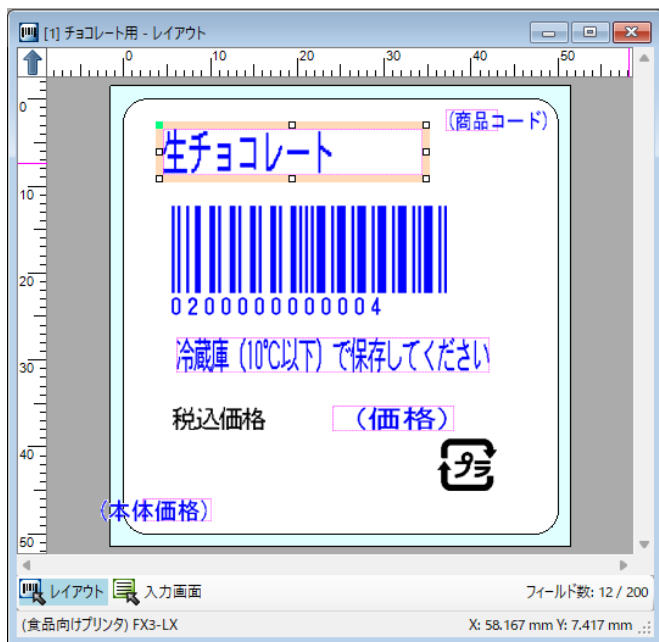 [1] チョコレート用 - レイアウト
0 10 20 30 40 50
0
(商品コード)
生チョコレート
10
20
0200000000004
冷蔵庫（10℃以下）で保存してください
30
税込価格 (価格)
40
プラ
(本体価格)
50
レイアウト 入力画面 フィールド数: 12 / 200
(食品向けプリンタ) FX3-LX X: 58.167 mm Y: 7.417 mm